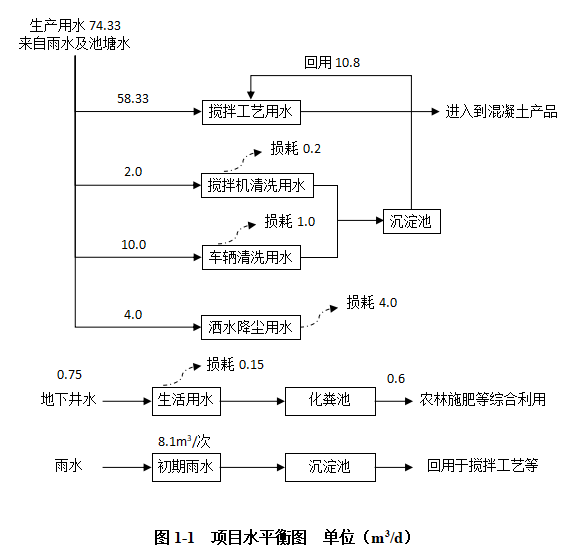 生产用水 74.33
来自雨水及池塘水
回用 10.8
58.33
搅拌工艺用水
进入到混凝土产品
损耗 0.2
2.0
搅拌机清洗用水
沉淀池
损耗 1.0
10.0
车辆清洗用水
损耗 4.0
4.0
洒水降尘用水
损耗 0.15
0.75
0.6
地下井水
生活用水
化粪池
农林施肥等综合利用
8.1m³/次
雨水
初期雨水
沉淀池
回用于搅拌工艺等
图 1-1 项目水平衡图 单位（m³/d）